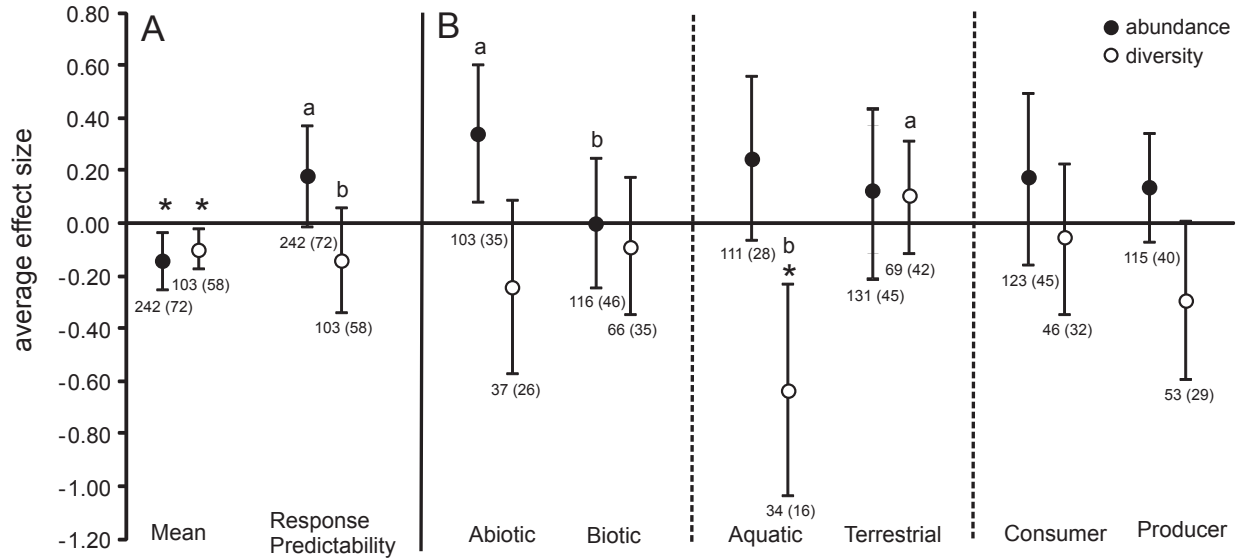 0.80
0.60
0.40
0.20
0.00
-0.20
-0.40
-0.60
-0.80
-1.00
-1.20
average effect size
A
B
abundance
diversity
* *
242 (72)
103 (58)
Mean
a
242 (72)
b
103 (58)
Response
Predictability
a
103 (35)
37 (26)
Abiotic
b
116 (46)
66 (35)
Biotic
111 (28)
b
*
34 (16)
Aquatic
131 (45)
a
69 (42)
Terrestrial
123 (45)
46 (32)
Consumer
115 (40)
53 (29)
Producer